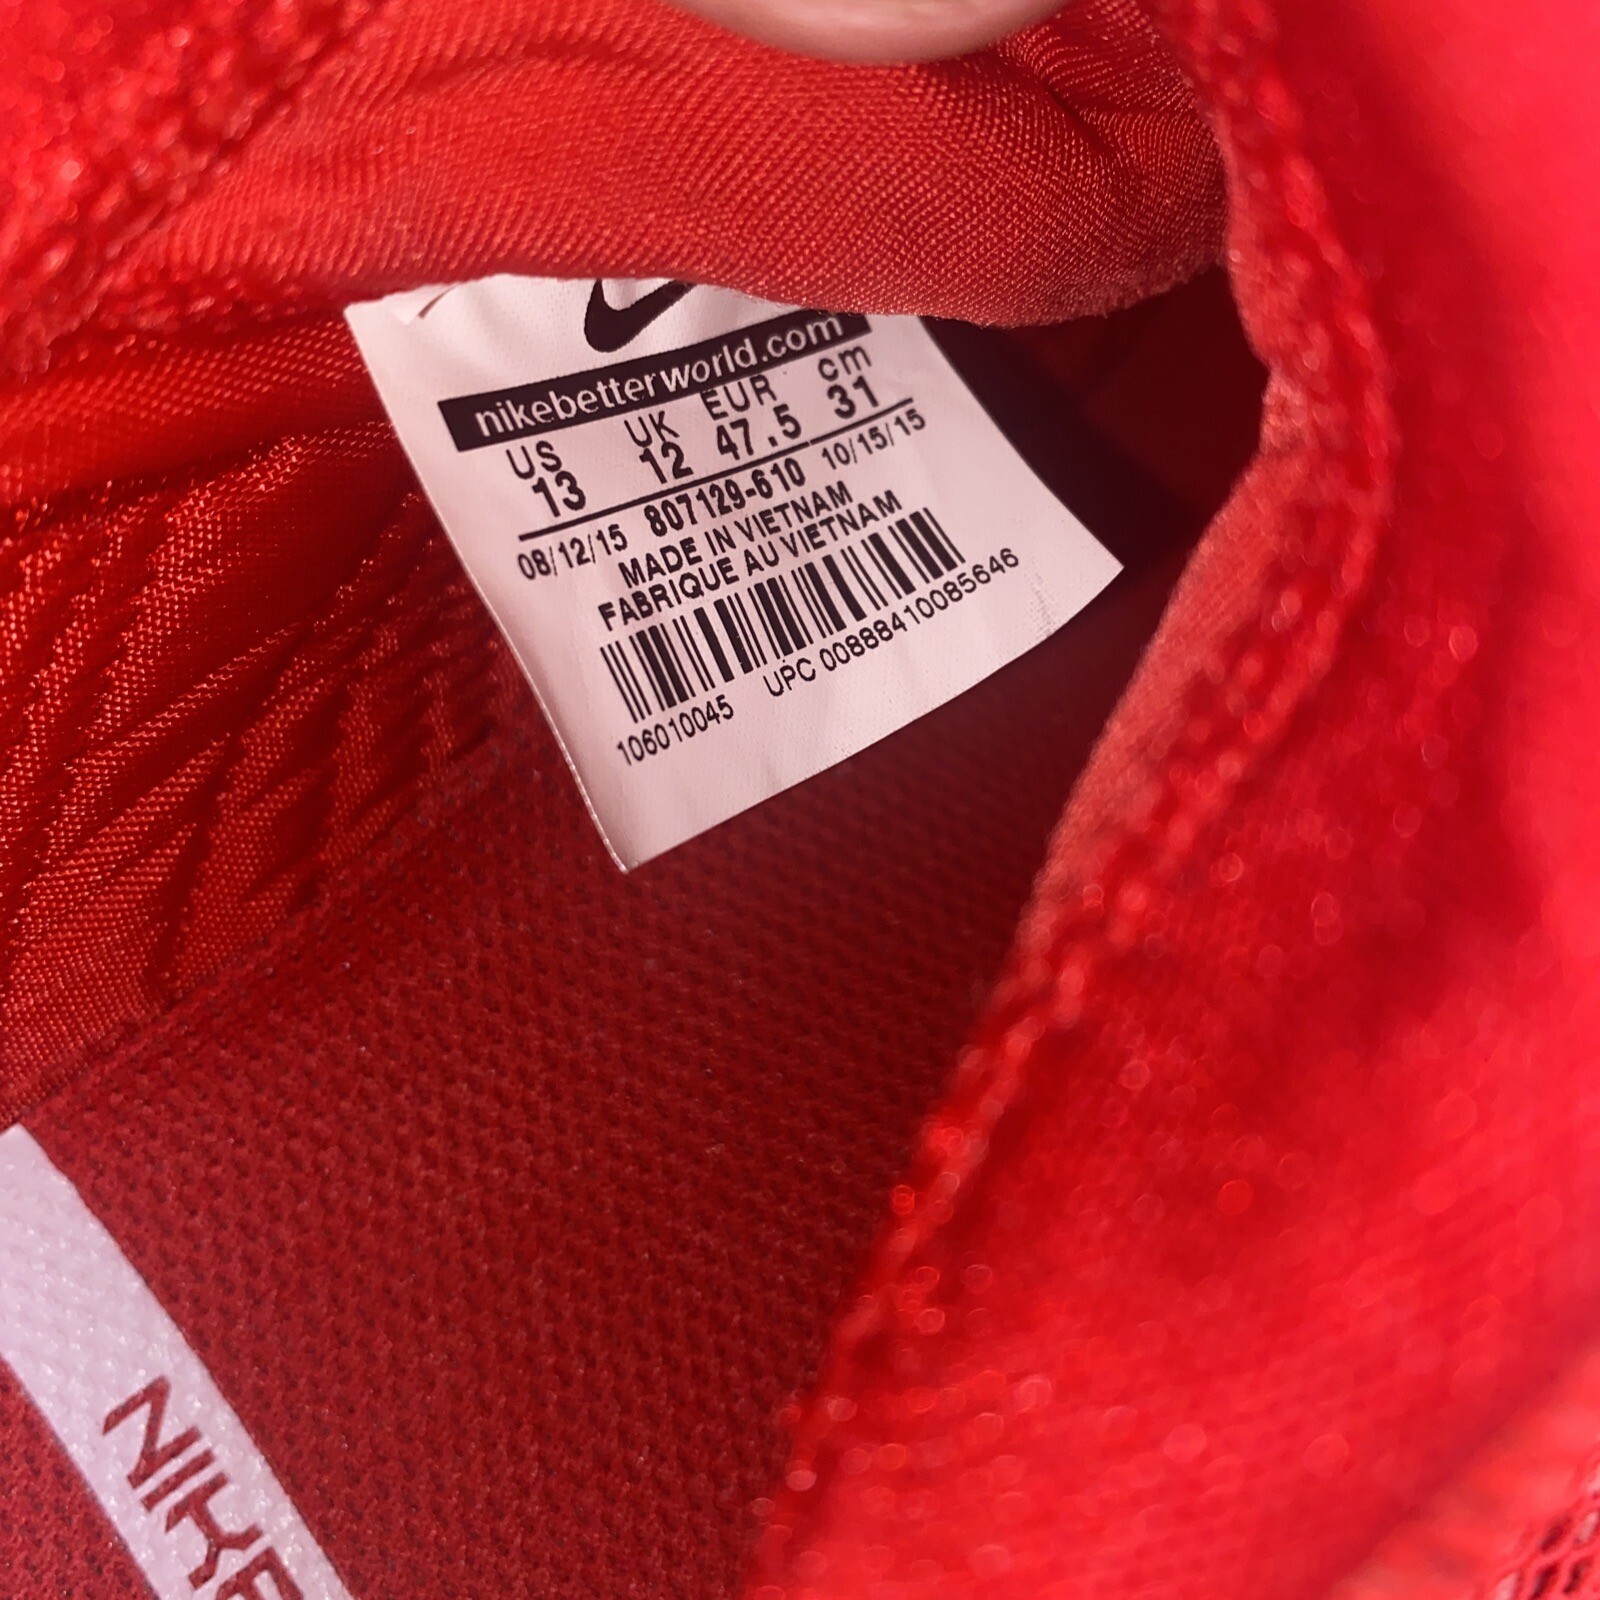 nikebetterworld.com
US UK EUR cm
13 12 47.5 31
08/12/15 807129-610 10/15/15
MADE IN VIETNAM
FABRIQUE AU VIETNAM
106010045 UPC 00888410085646
NIKE